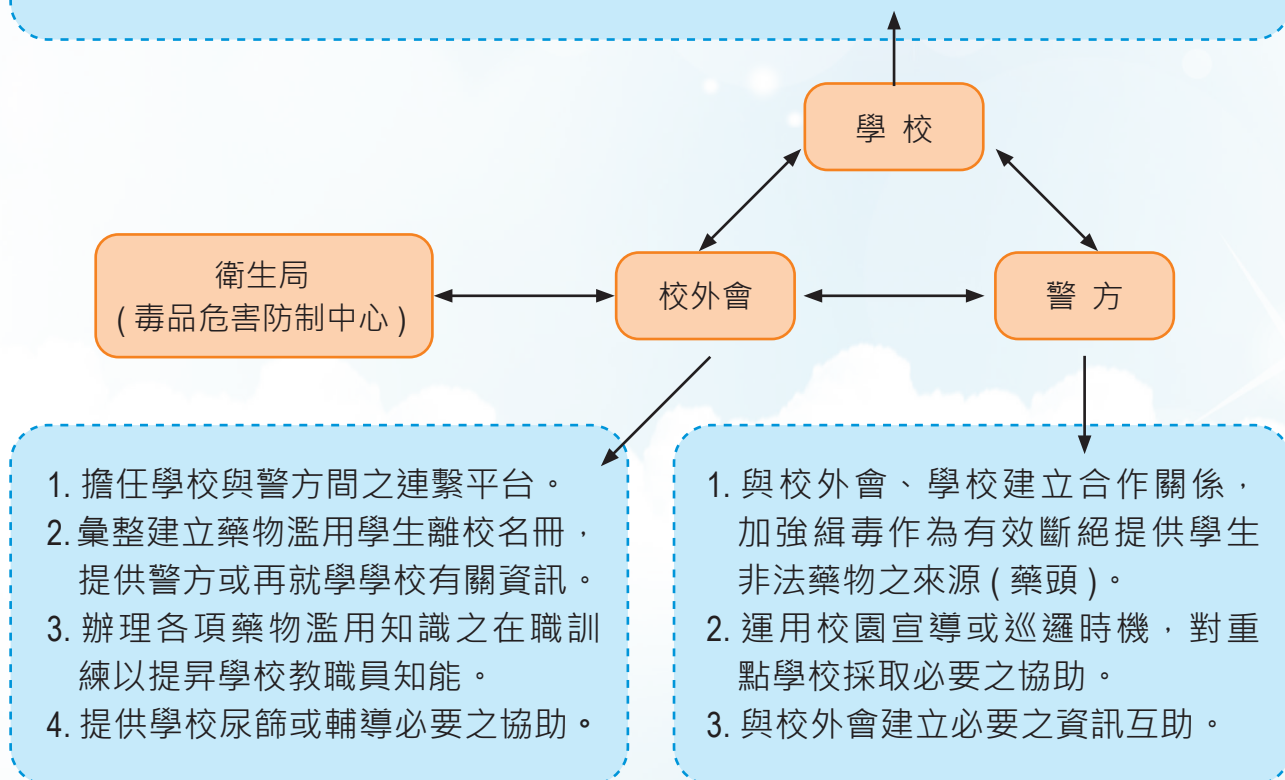 學 校
衛生局
( 毒品危害防制中心 )
校外會
警 方
1. 擔任學校與警方間之連繫平台。
2. 彙整建立藥物濫用學生離校名冊，
提供警方或再就學學校有關資訊。
3. 辦理各項藥物濫用知識之在職訓
練以提昇學校教職員知能。
4. 提供學校尿篩或輔導必要之協助。
1. 與校外會、學校建立合作關係，
加強緝毒作為有效斷絕提供學生
非法藥物之來源 ( 藥頭 )。
2. 運用校園宣導或巡邏時機，對重
點學校採取必要之協助。
3. 與校外會建立必要之資訊互助。